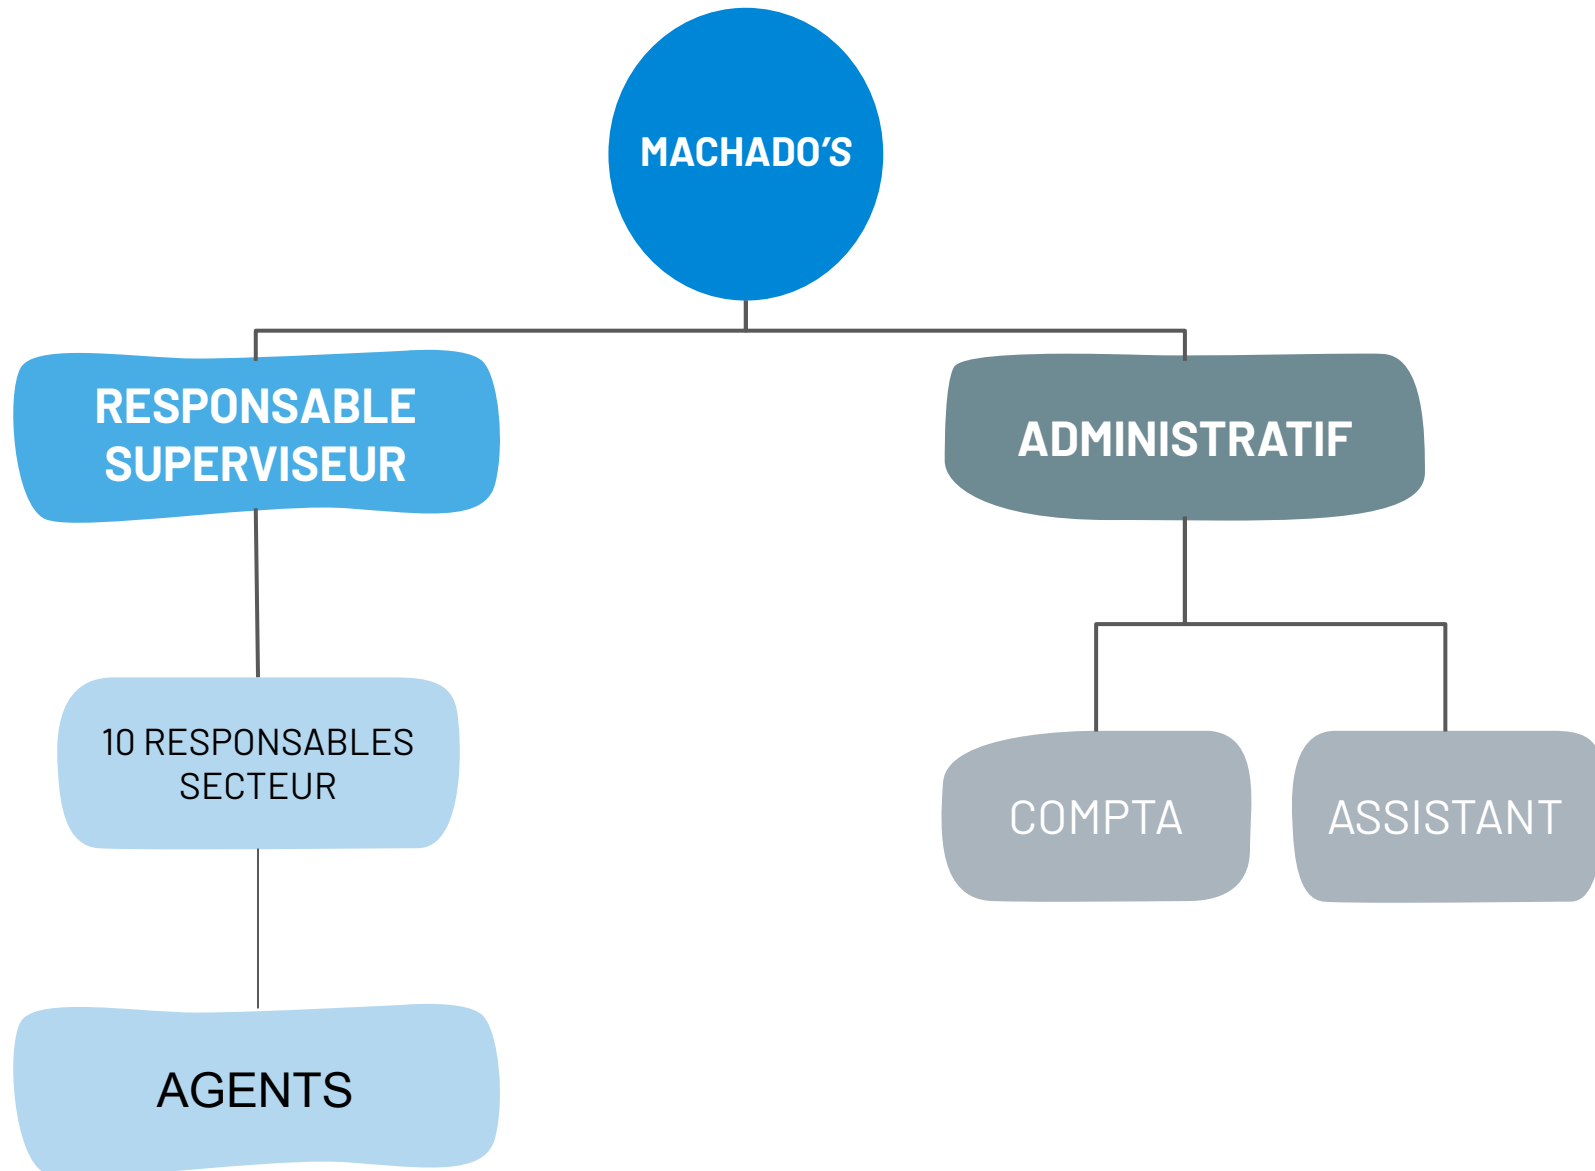 MACHADO’S
RESPONSABLE
SUPERVISEUR
ADMINISTRATIF
10 RESPONSABLES
SECTEUR
COMPTA
ASSISTANT
AGENTS